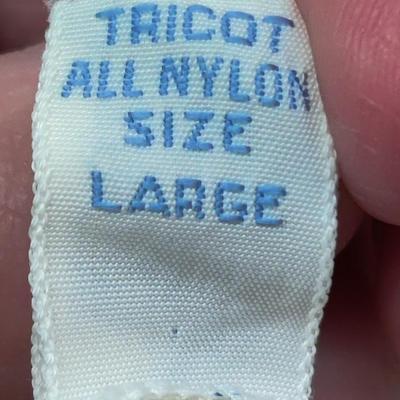 TRICOT
ALL NYLON
SIZE
LARGE